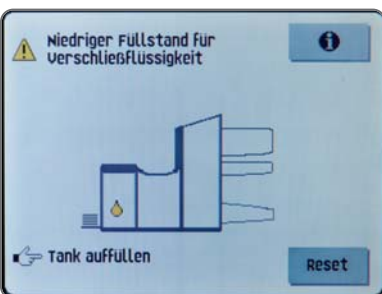 Niedriger Füllstand für
Verschließflüssigkeit
Tank auffüllen
Reset